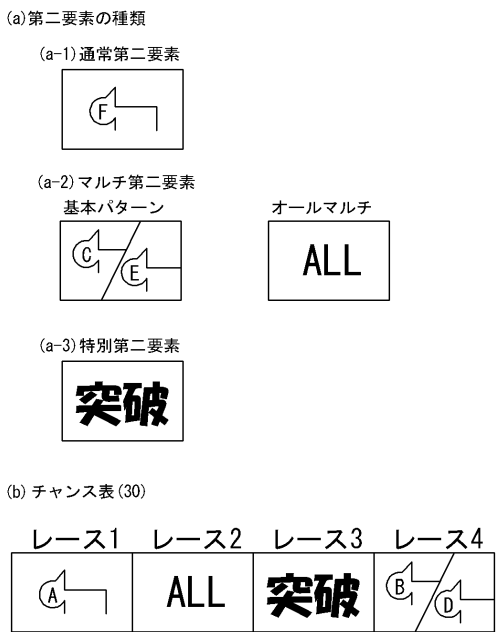 (a)第二要素の種類
(a-1)通常第二要素
F
(a-2)マルチ第二要素
基本パターン オールマルチ
C E ALL
(a-3)特別第二要素
突破
(b)チャンス表(30)
レース1 レース2 レース3 レース4
A ALL 突破 B D